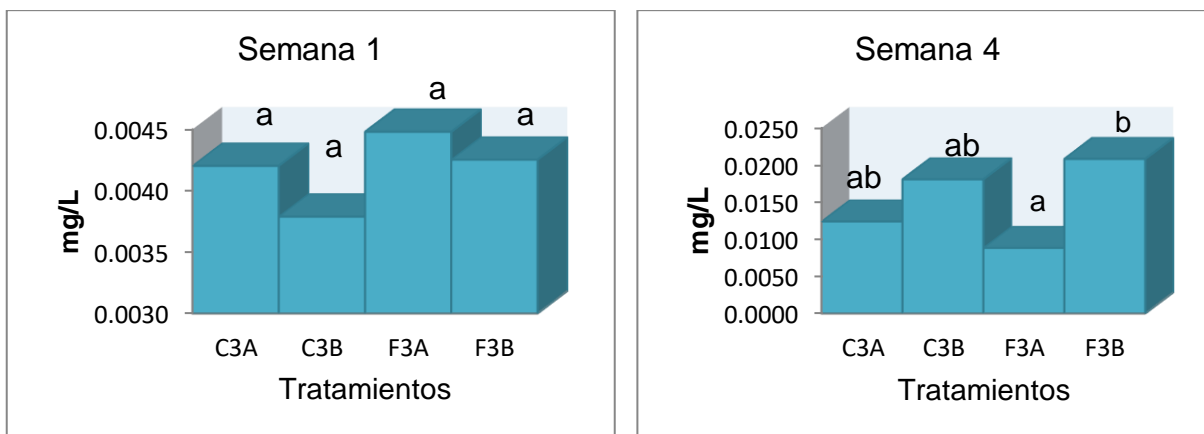 Semana 1
a
a
a
a
0.0045
0.0040
0.0035
0.0030
mg/L
C3A C3B F3A F3B
Tratamientos
Semana 4
b
ab
ab
a
0.0250
0.0200
0.0150
0.0100
0.0050
0.0000
mg/L
C3A C3B F3A F3B
Tratamientos